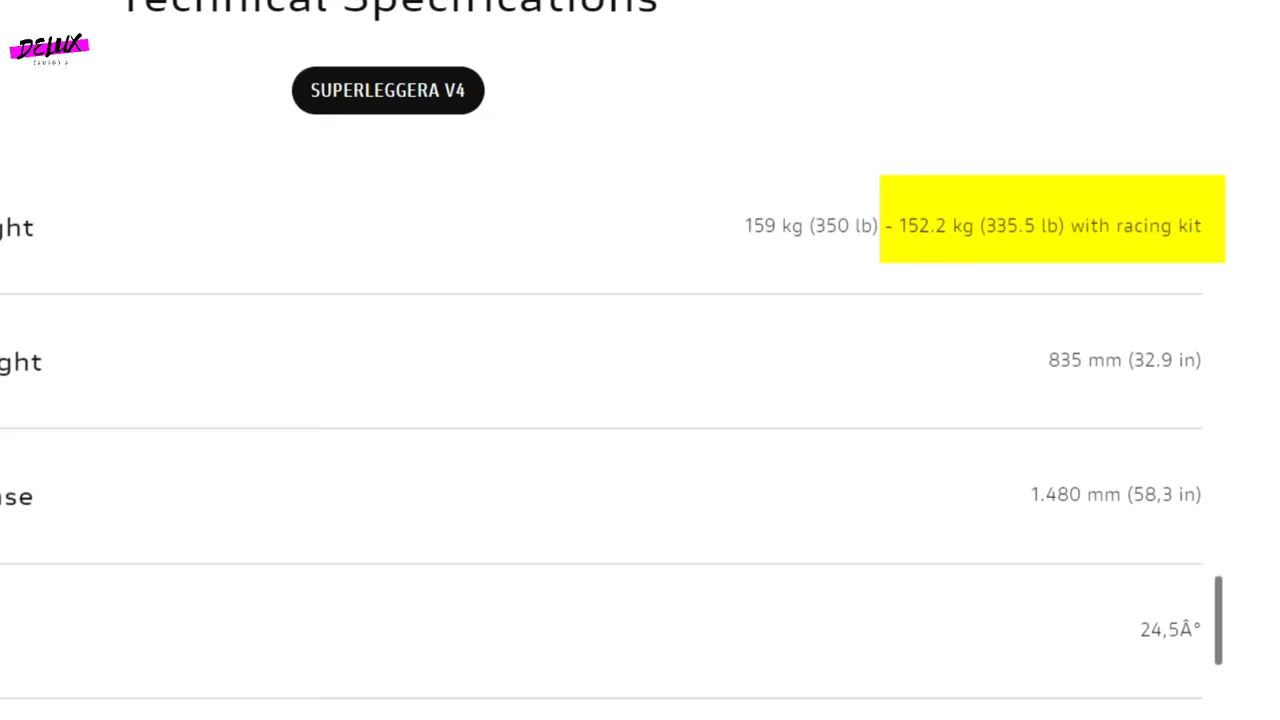 Technical Specifications
DELUX
SUPERLEGGERA V4
ght
159 kg (350 lb) - 152.2 kg (335.5 lb) with racing kit
ght
835 mm (32.9 in)
ase
1.480 mm (58,3 in)
24,5Â°